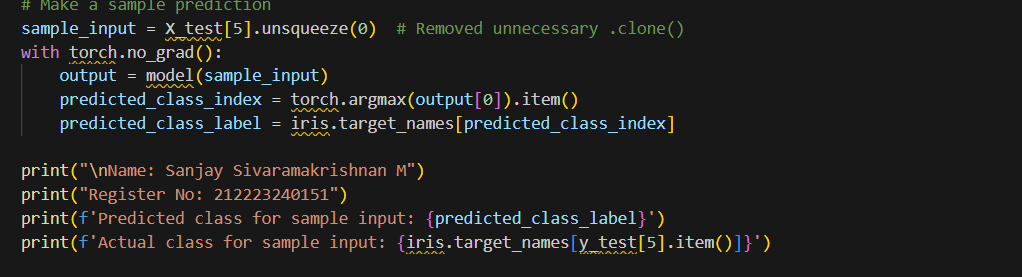 # Make a sample prediction
sample_input = X_test[5].unsqueeze(0)  # Removed unnecessary .clone()
with torch.no_grad():
    output = model(sample_input)
    predicted_class_index = torch.argmax(output[0]).item()
    predicted_class_label = iris.target_names[predicted_class_index]

print("\nName: Sanjay Sivaramakrishnan M")
print("Register No: 212223240151")
print(f'Predicted class for sample input: {predicted_class_label}')
print(f'Actual class for sample input: {iris.target_names[y_test[5].item()]}')